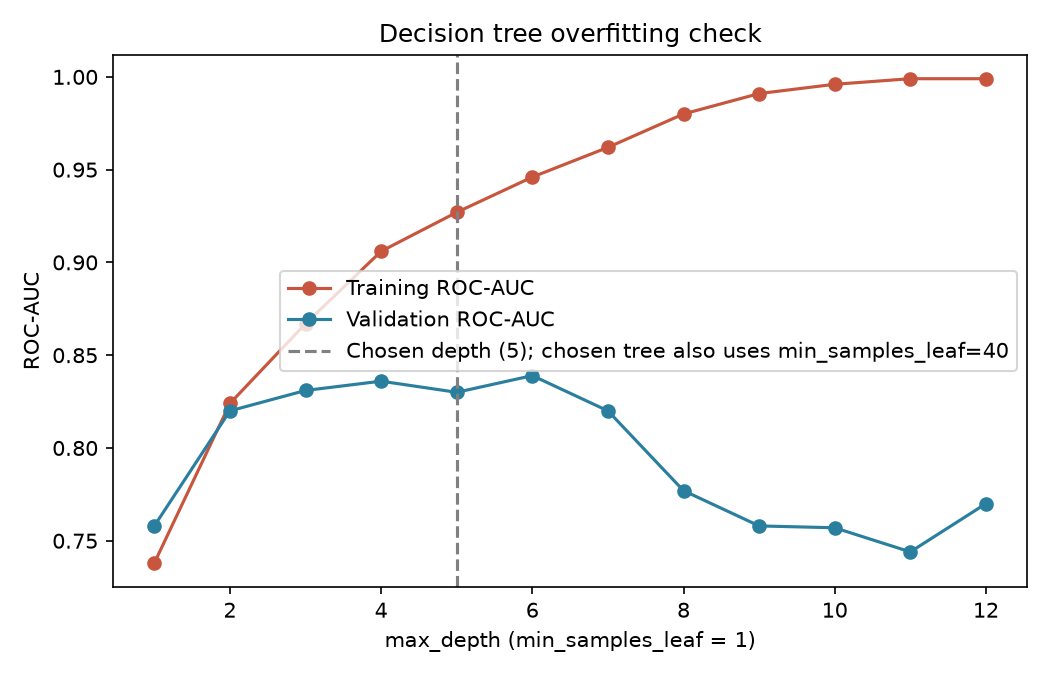 Decision tree overfitting check
ROC-AUC
1.00
0.95
0.90
0.85
0.80
0.75
Training ROC-AUC
Validation ROC-AUC
Chosen depth (5); chosen tree also uses min_samples_leaf=40
2 4 6 8 10 12
max_depth (min_samples_leaf = 1)